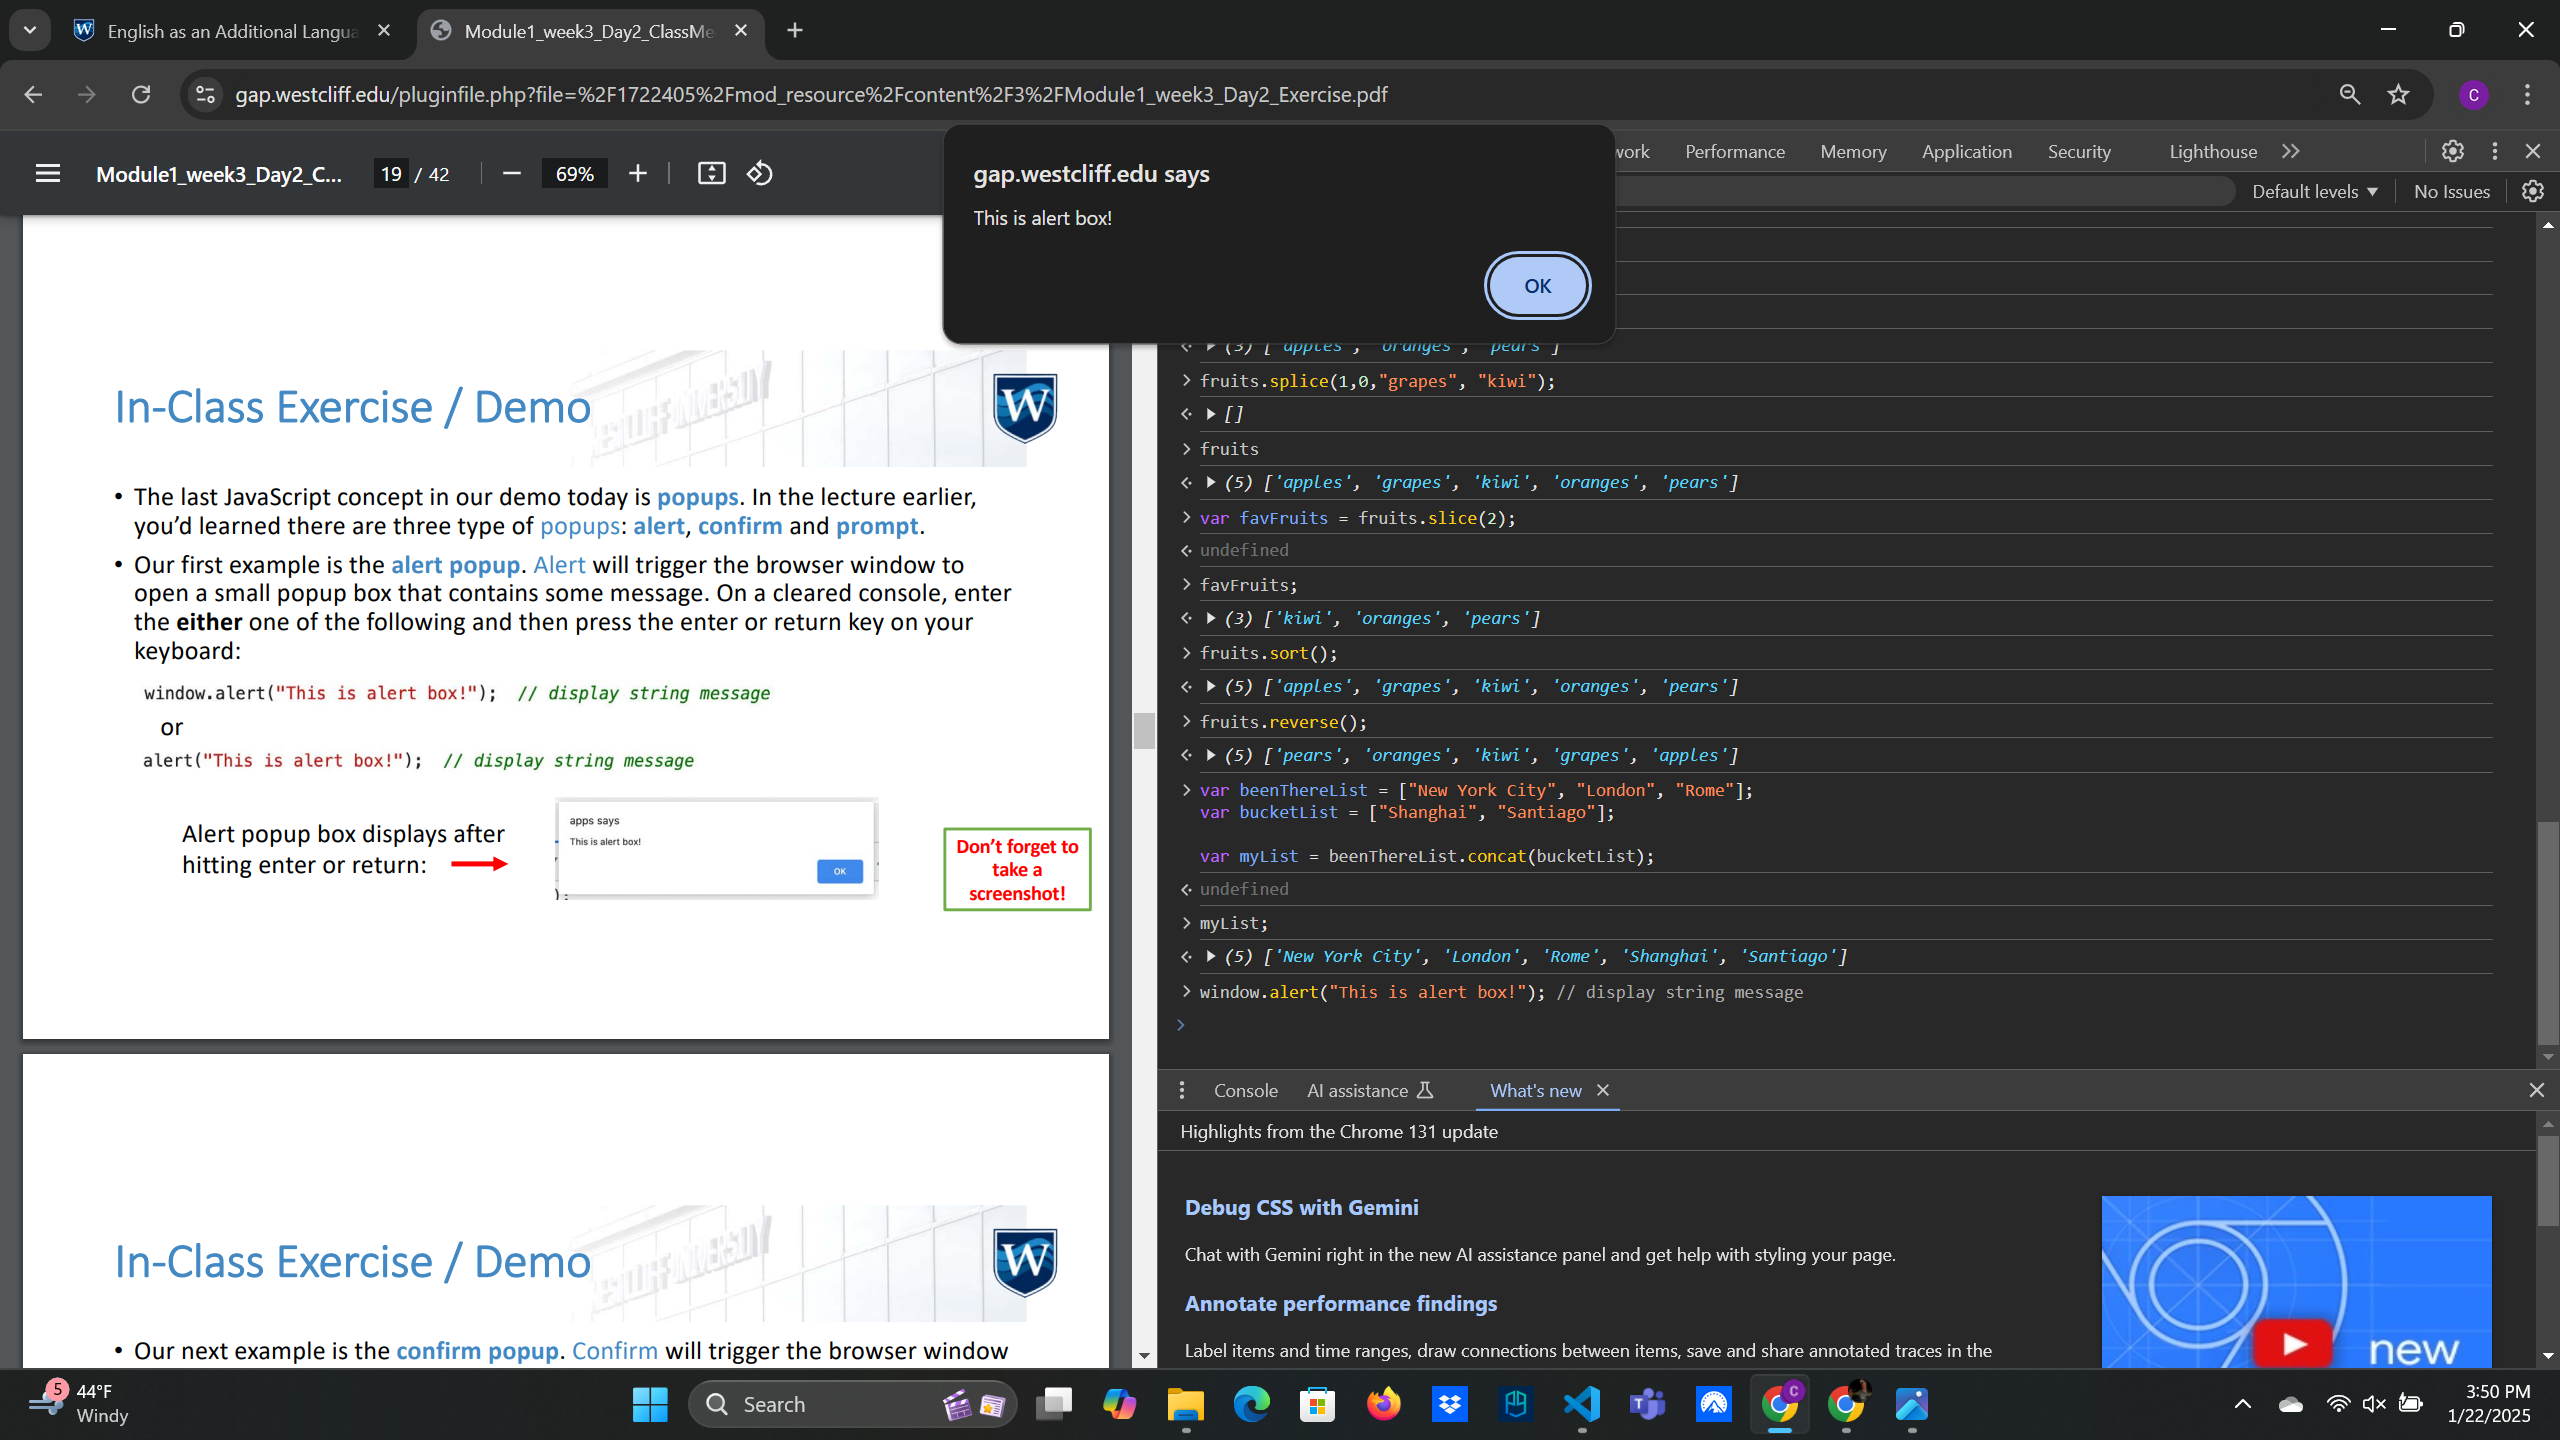 English as an Additional Langua
Module1_week3_Day2_ClassMe
gap.westcliff.edu/pluginfile.php?file=%2F1722405%2Fmod_resource%2Fcontent%2F3%2FModule1_week3_Day2_Exercise.pdf
C
Module1_week3_Day2_C...
19 / 42
69%
gap.westcliff.edu says
This is alert box!
OK
work
Performance
Memory
Application
Security
Lighthouse
Default levels
No Issues
In-Class Exercise / Demo
W
• The last JavaScript concept in our demo today is popups. In the lecture earlier,
you’d learned there are three type of popups: alert, confirm and prompt.
• Our first example is the alert popup. Alert will trigger the browser window to
open a small popup box that contains some message. On a cleared console, enter
the either one of the following and then press the enter or return key on your
keyboard:
window.alert("This is alert box!"); // display string message
or
alert("This is alert box!"); // display string message
Alert popup box displays after
hitting enter or return:
apps says
This is alert box!
OK
Don’t forget to
take a
screenshot!
In-Class Exercise / Demo
W
• Our next example is the confirm popup. Confirm will trigger the browser window
(3) ['apples', 'oranges', 'pears']
fruits.splice(1,0,"grapes", "kiwi");
[]
fruits
(5) ['apples', 'grapes', 'kiwi', 'oranges', 'pears']
var favFruits = fruits.slice(2);
undefined
favFruits;
(3) ['kiwi', 'oranges', 'pears']
fruits.sort();
(5) ['apples', 'grapes', 'kiwi', 'oranges', 'pears']
fruits.reverse();
(5) ['pears', 'oranges', 'kiwi', 'grapes', 'apples']
var beenThereList = ["New York City", "London", "Rome"];
var bucketList = ["Shanghai", "Santiago"];
var myList = beenThereList.concat(bucketList);
undefined
myList;
(5) ['New York City', 'London', 'Rome', 'Shanghai', 'Santiago']
window.alert("This is alert box!"); // display string message
Console
AI assistance
What's new
Highlights from the Chrome 131 update
Debug CSS with Gemini
Chat with Gemini right in the new AI assistance panel and get help with styling your page.
Annotate performance findings
Label items and time ranges, draw connections between items, save and share annotated traces in the
new
5
44°F
Windy
Search
C
3:50 PM
1/22/2025